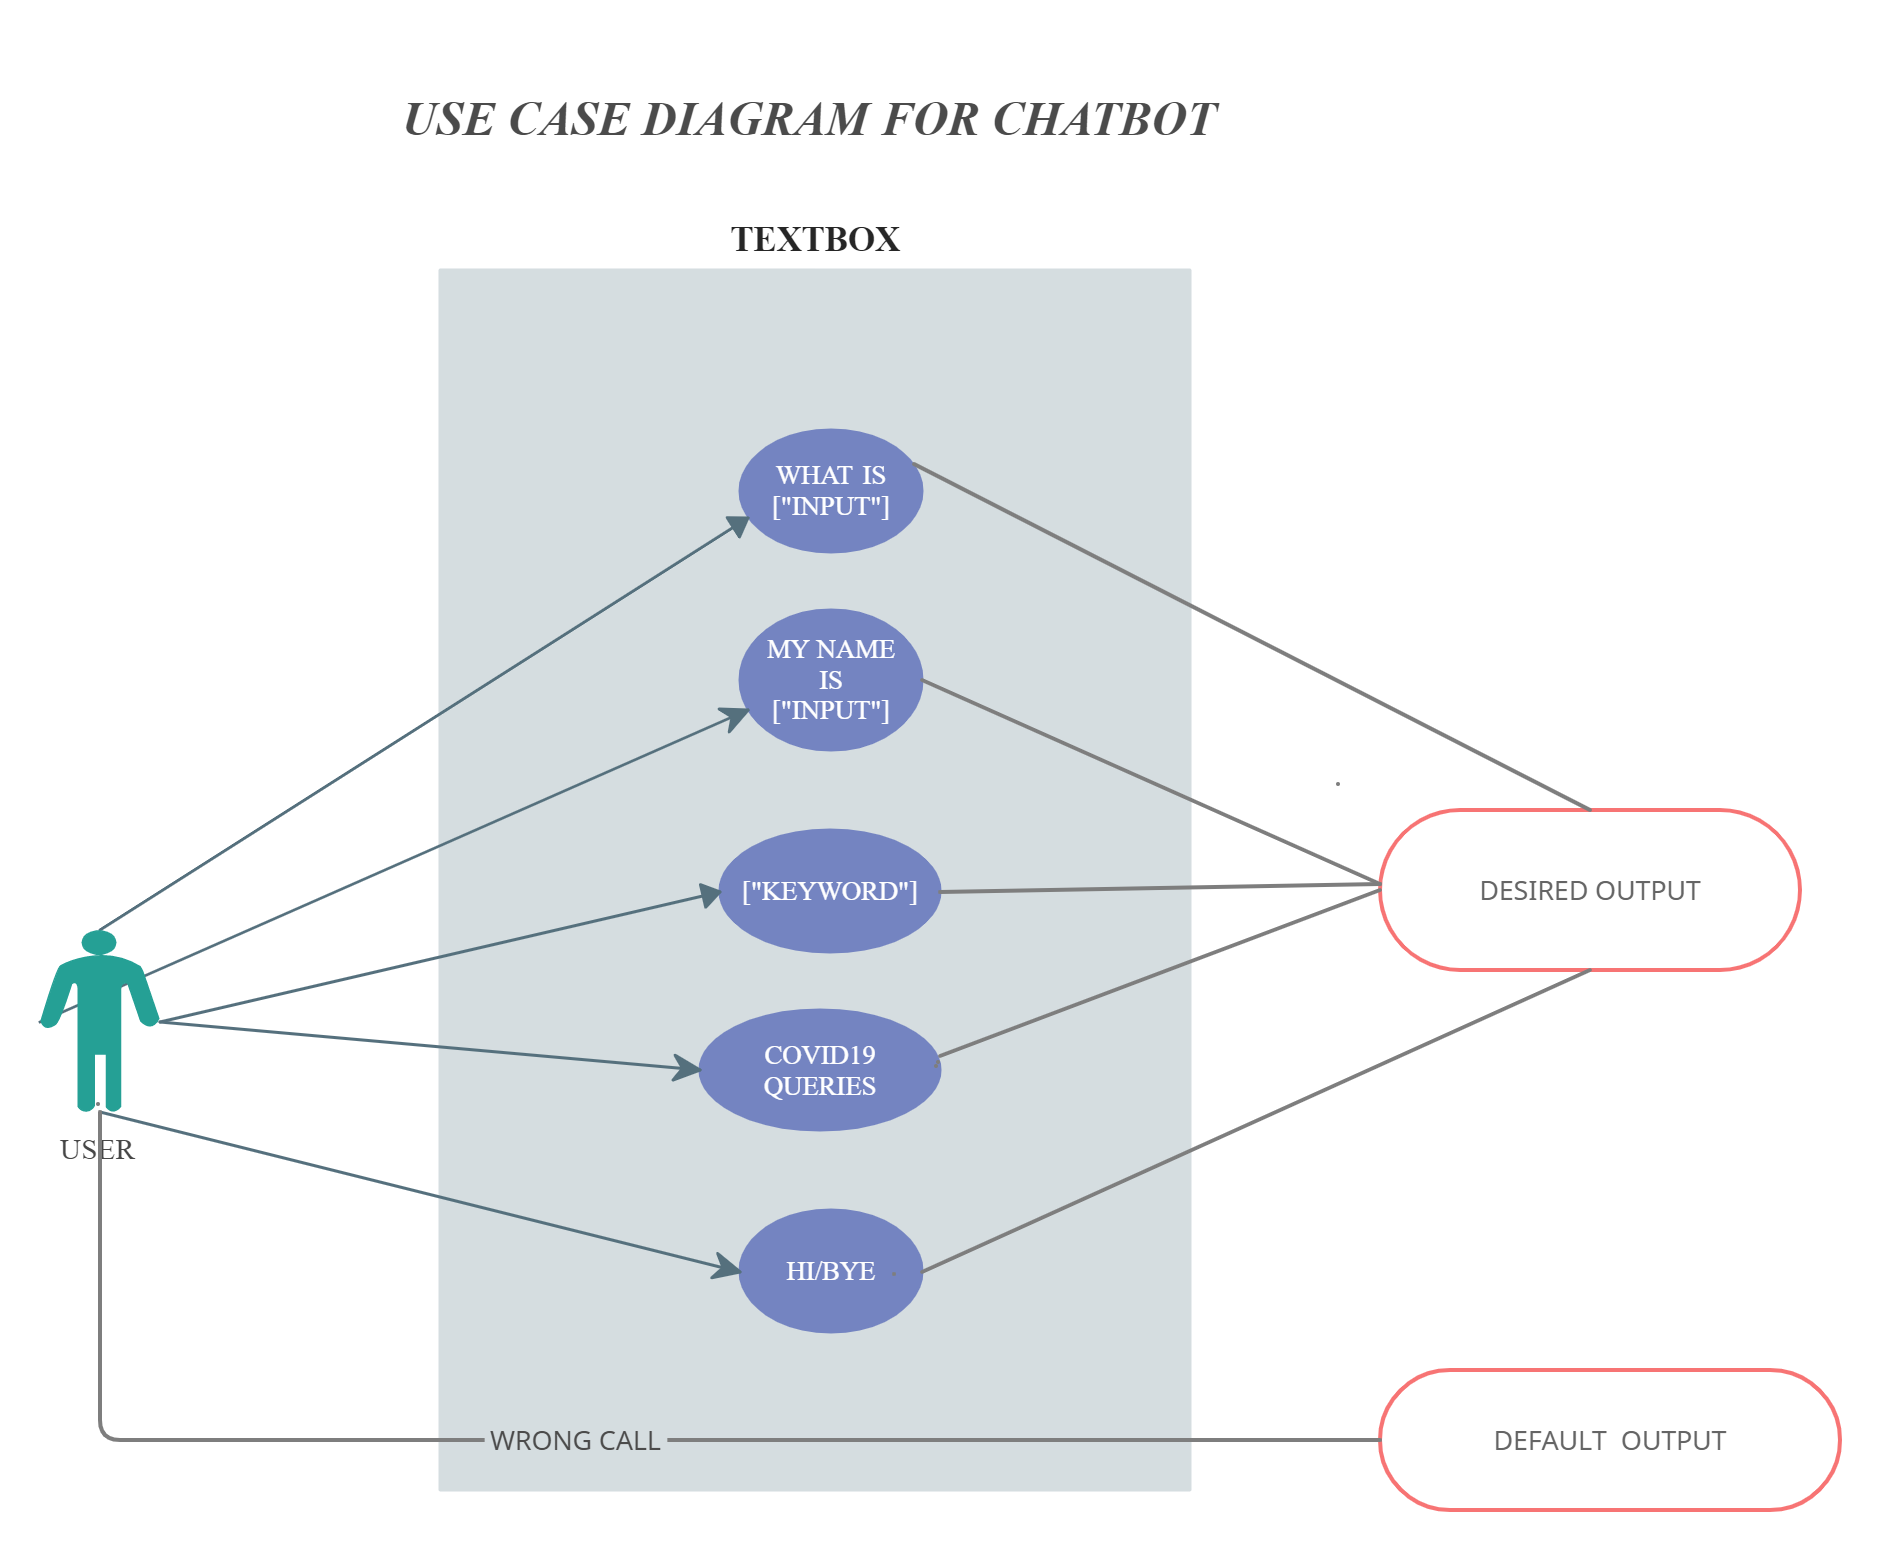 USE CASE DIAGRAM FOR CHATBOT
TEXTBOX
WHAT IS
["INPUT"]
MY NAME
IS
["INPUT"]
["KEYWORD"]
COVID19
QUERIES
HI/BYE
USER
DESIRED OUTPUT
WRONG CALL
DEFAULT OUTPUT